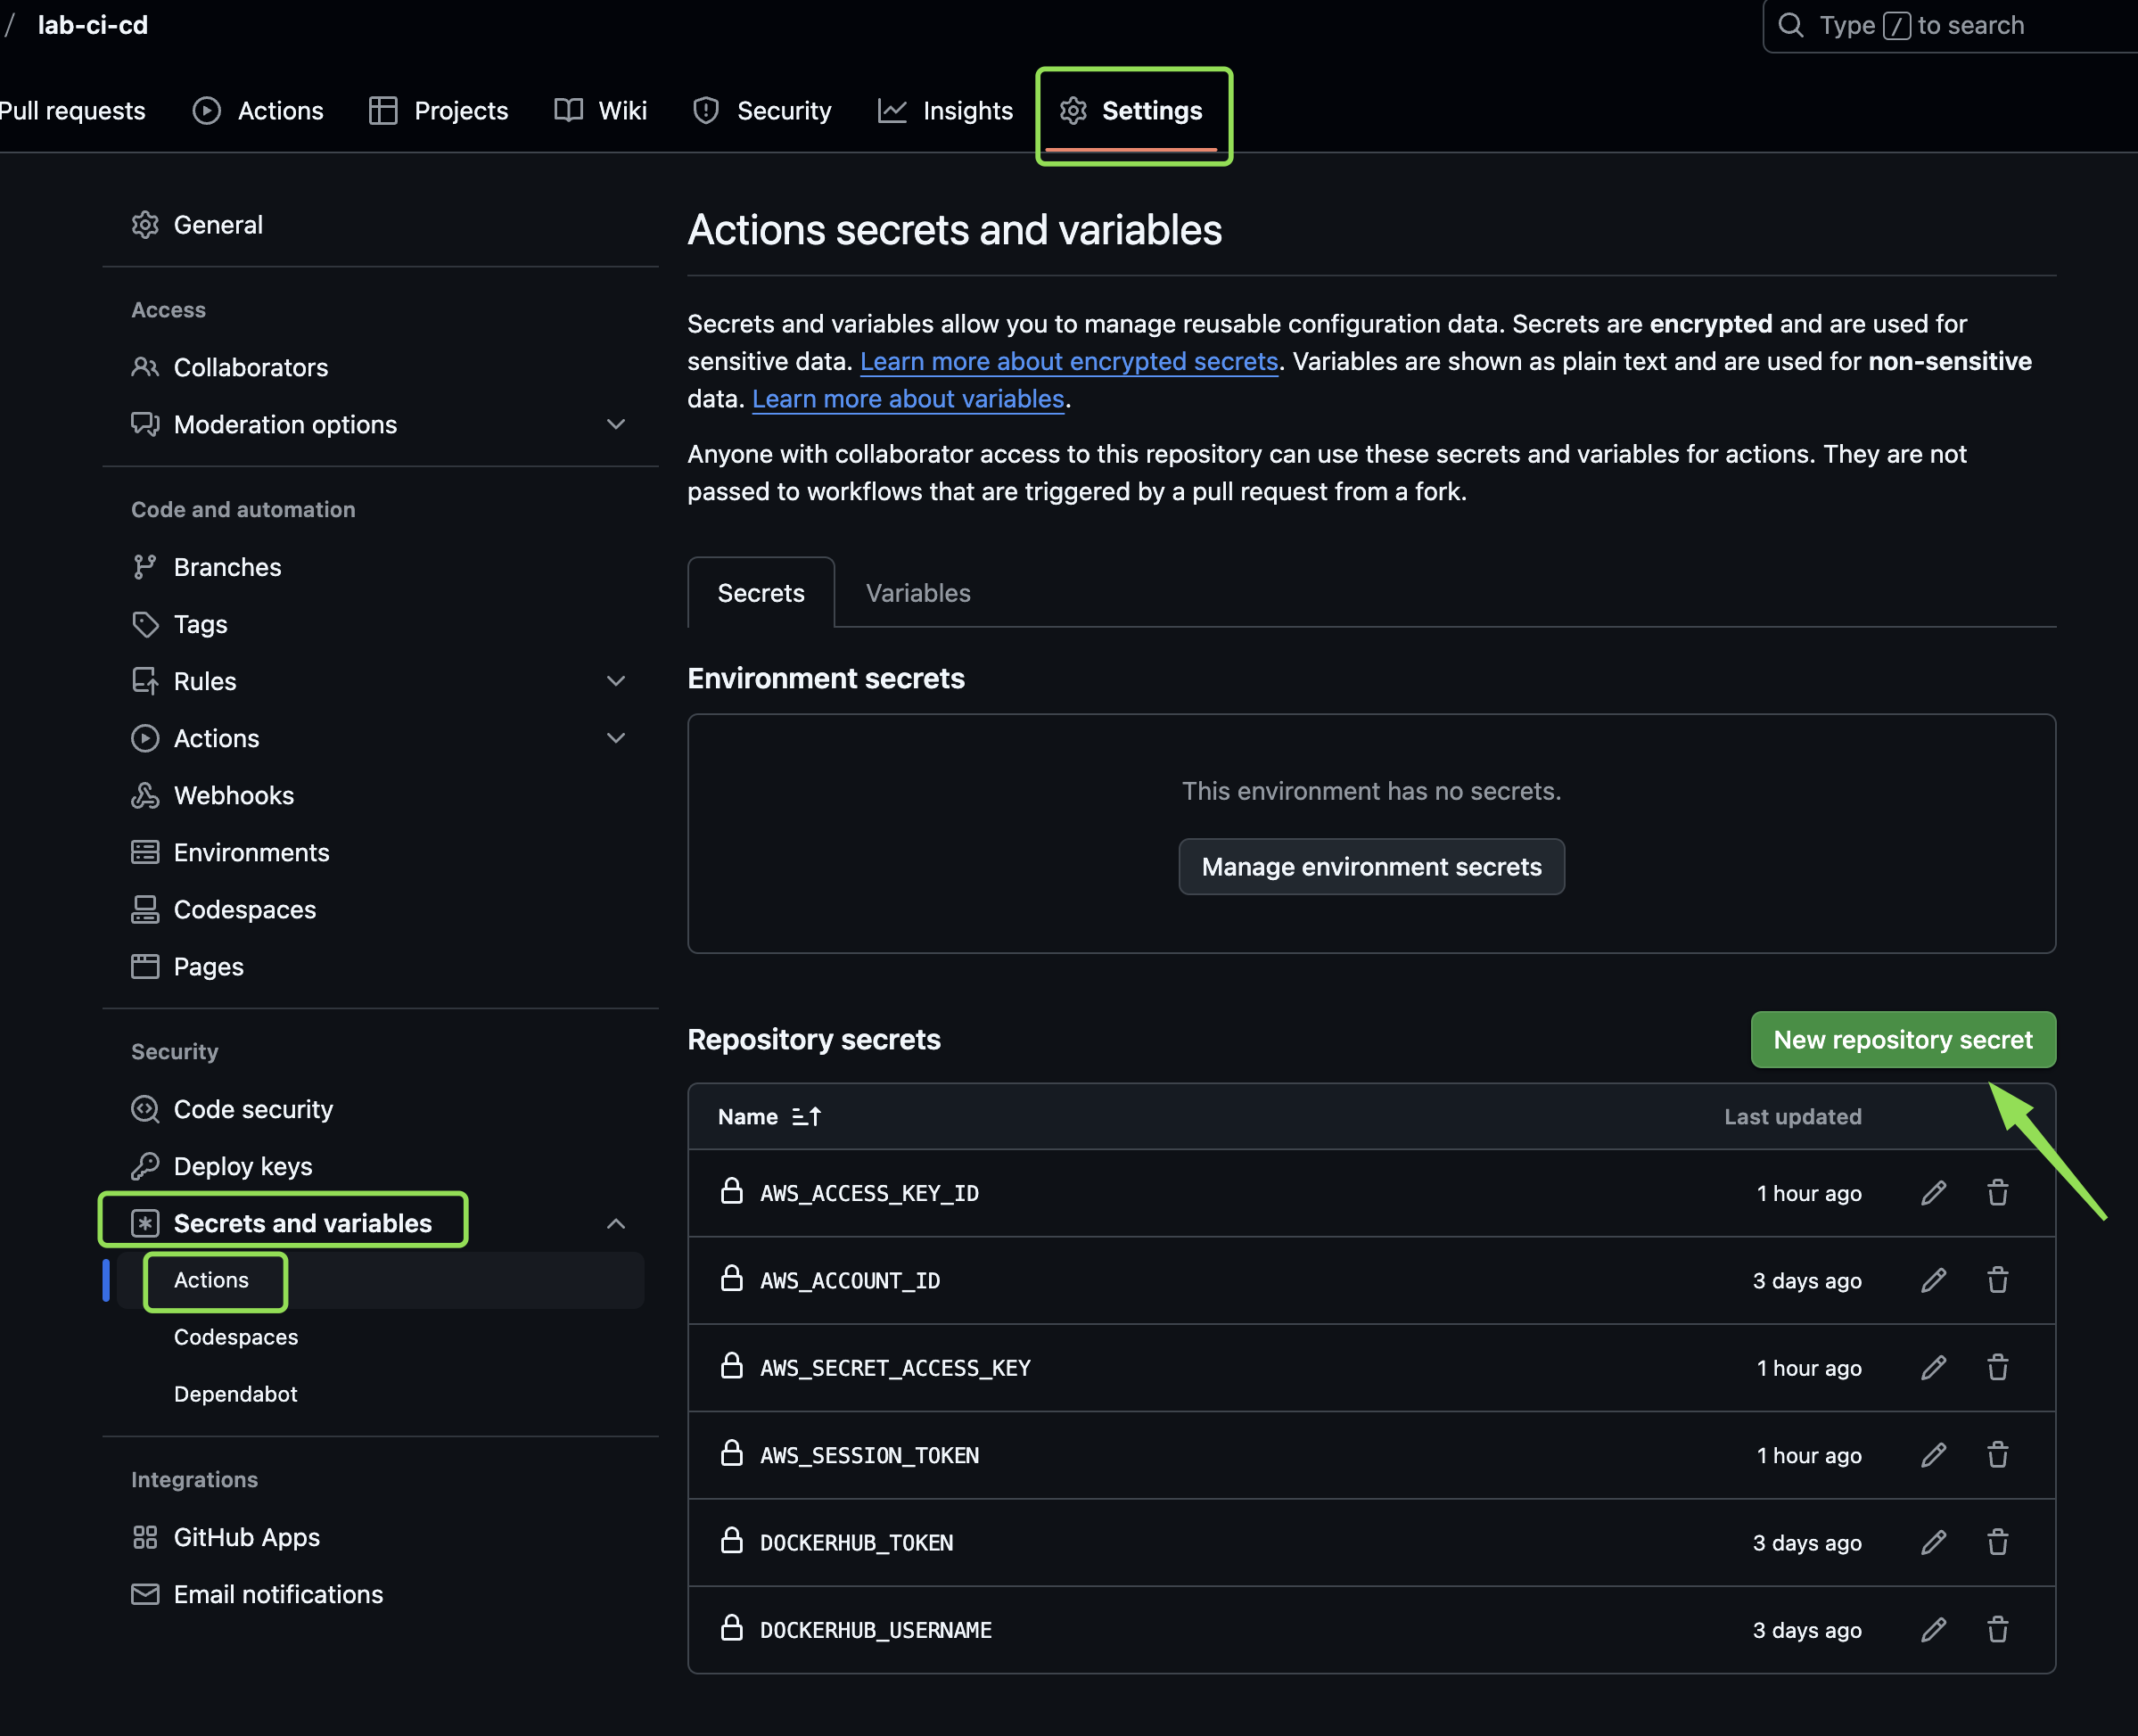 / lab-ci-cd
Type / to search
Pull requests
Actions
Projects
Wiki
Security
Insights
Settings
General
Access
Collaborators
Moderation options
Code and automation
Branches
Tags
Rules
Actions
Webhooks
Environments
Codespaces
Pages
Security
Code security
Deploy keys
Secrets and variables
Actions
Codespaces
Dependabot
Integrations
GitHub Apps
Email notifications
Actions secrets and variables
Secrets and variables allow you to manage reusable configuration data. Secrets are encrypted and are used for
sensitive data. Learn more about encrypted secrets. Variables are shown as plain text and are used for non-sensitive
data. Learn more about variables.
Anyone with collaborator access to this repository can use these secrets and variables for actions. They are not
passed to workflows that are triggered by a pull request from a fork.
Secrets
Variables
Environment secrets
This environment has no secrets.
Manage environment secrets
Repository secrets
New repository secret
Name
Last updated
AWS_ACCESS_KEY_ID 1 hour ago
AWS_ACCOUNT_ID 3 days ago
AWS_SECRET_ACCESS_KEY 1 hour ago
AWS_SESSION_TOKEN 1 hour ago
DOCKERHUB_TOKEN 3 days ago
DOCKERHUB_USERNAME 3 days ago